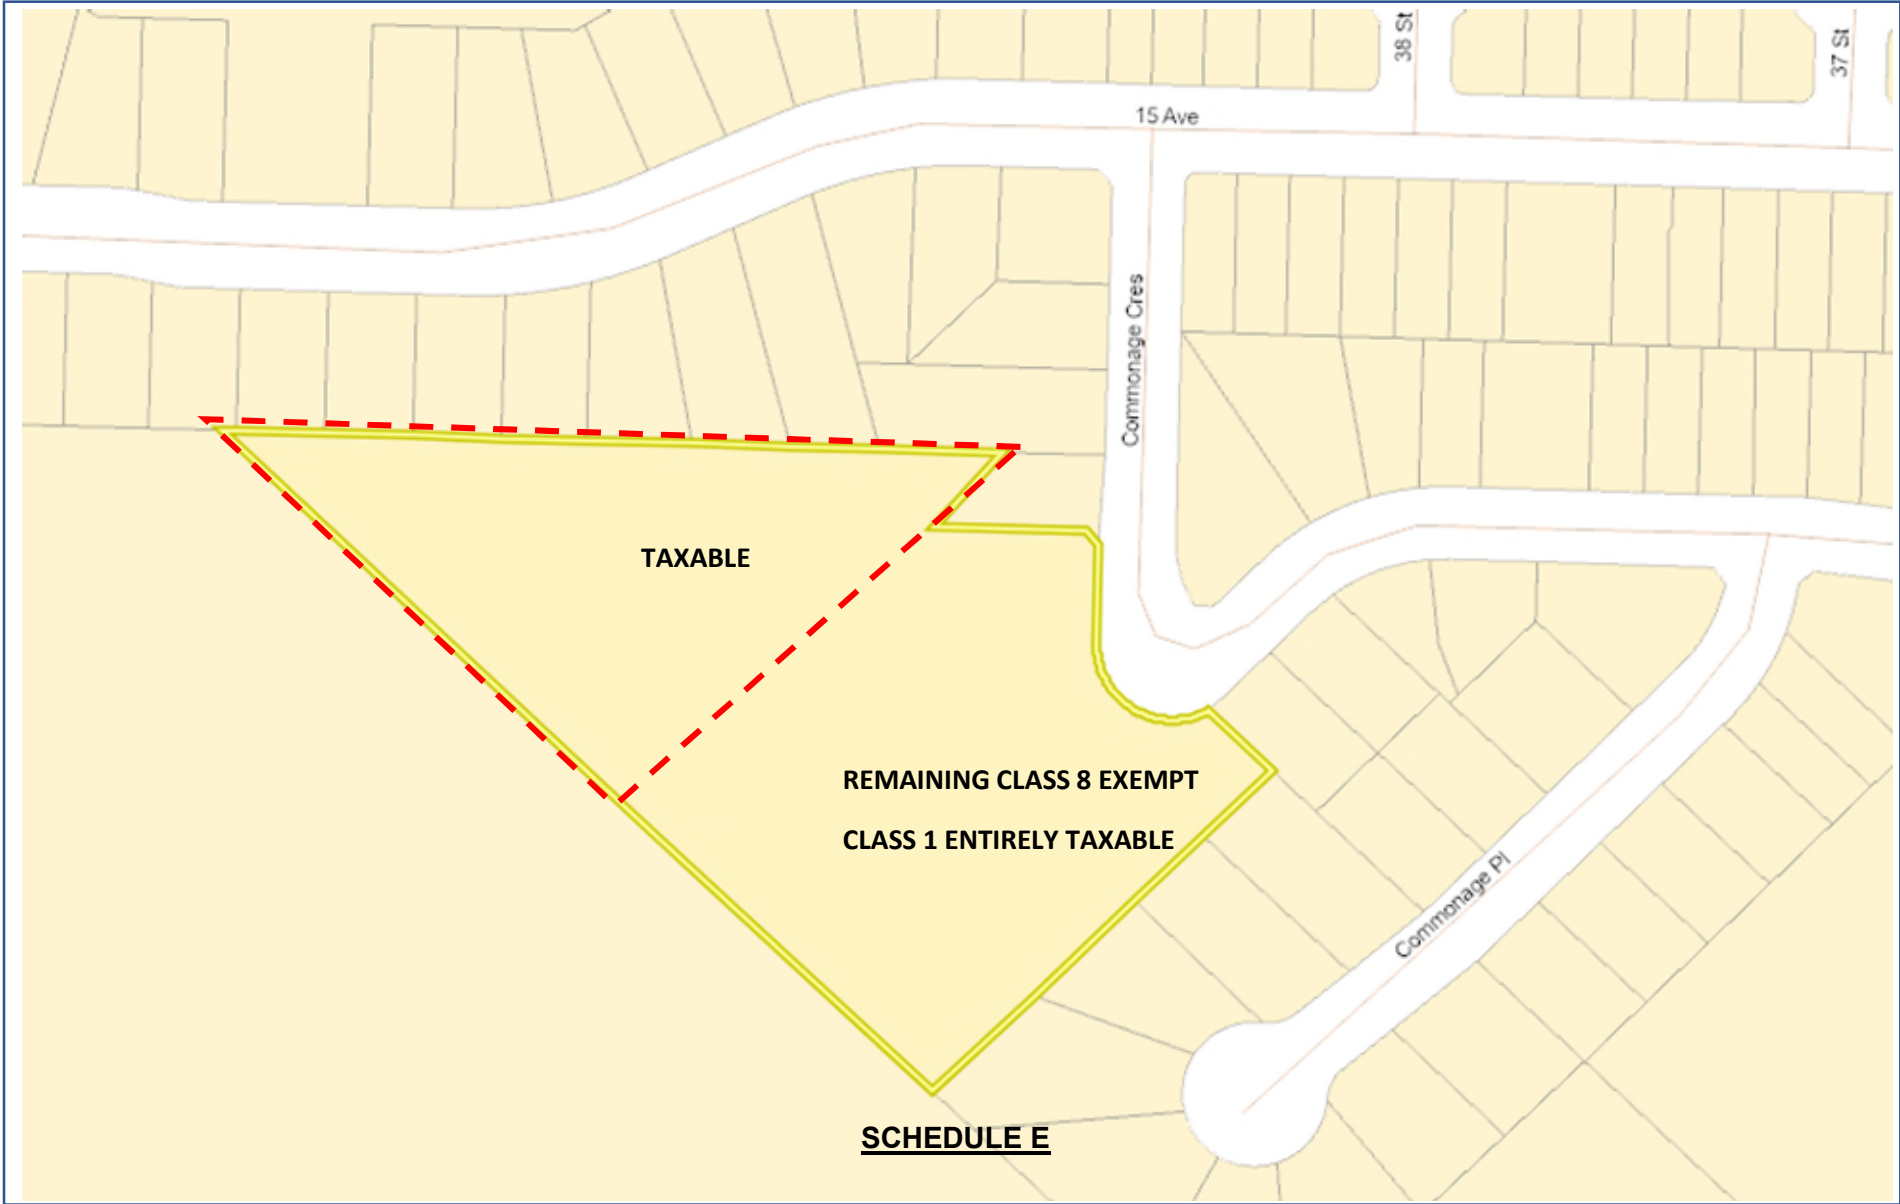 38 St
37 St
15 Ave
Commonage Cres
TAXABLE
REMAINING CLASS 8 EXEMPT
CLASS 1 ENTIRELY TAXABLE
Commonage Pl
SCHEDULE E